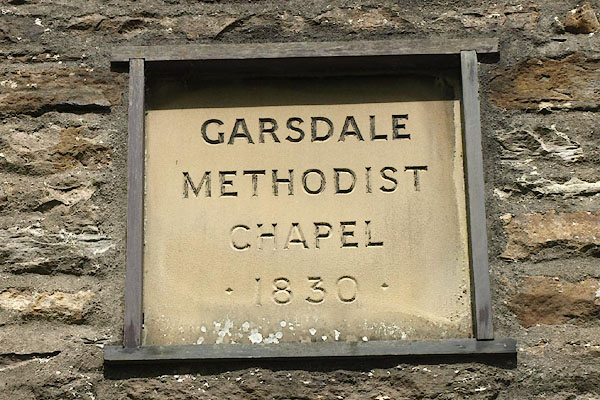 GARSDALE
METHODIST
CHAPEL
· 1830 ·